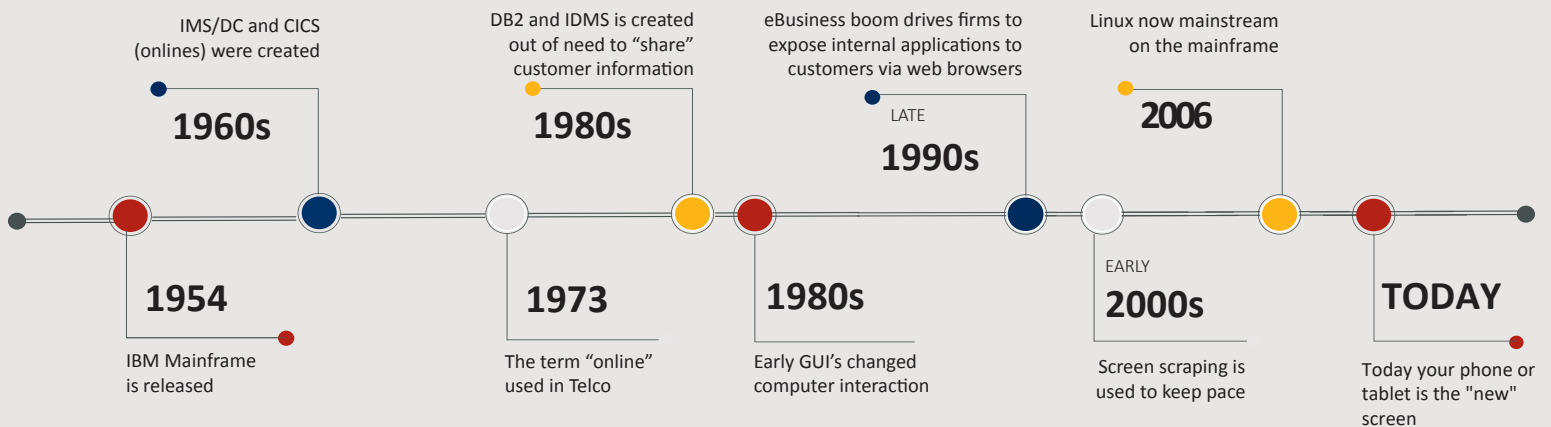 IMS/DC and CICS
(onlines) were created
1960s
DB2 and IDMS is created
out of need to “share”
customer information
1980s
eBusiness boom drives firms to
expose internal applications to
customers via web browsers
LATE
1990s
Linux now mainstream
on the mainframe
2006
1954
IBM Mainframe
is released
1973
The term “online”
used in Telco
1980s
Early GUI's changed
computer interaction
EARLY
2000s
Screen scraping is
used to keep pace
TODAY
Today your phone or
tablet is the "new"
screen